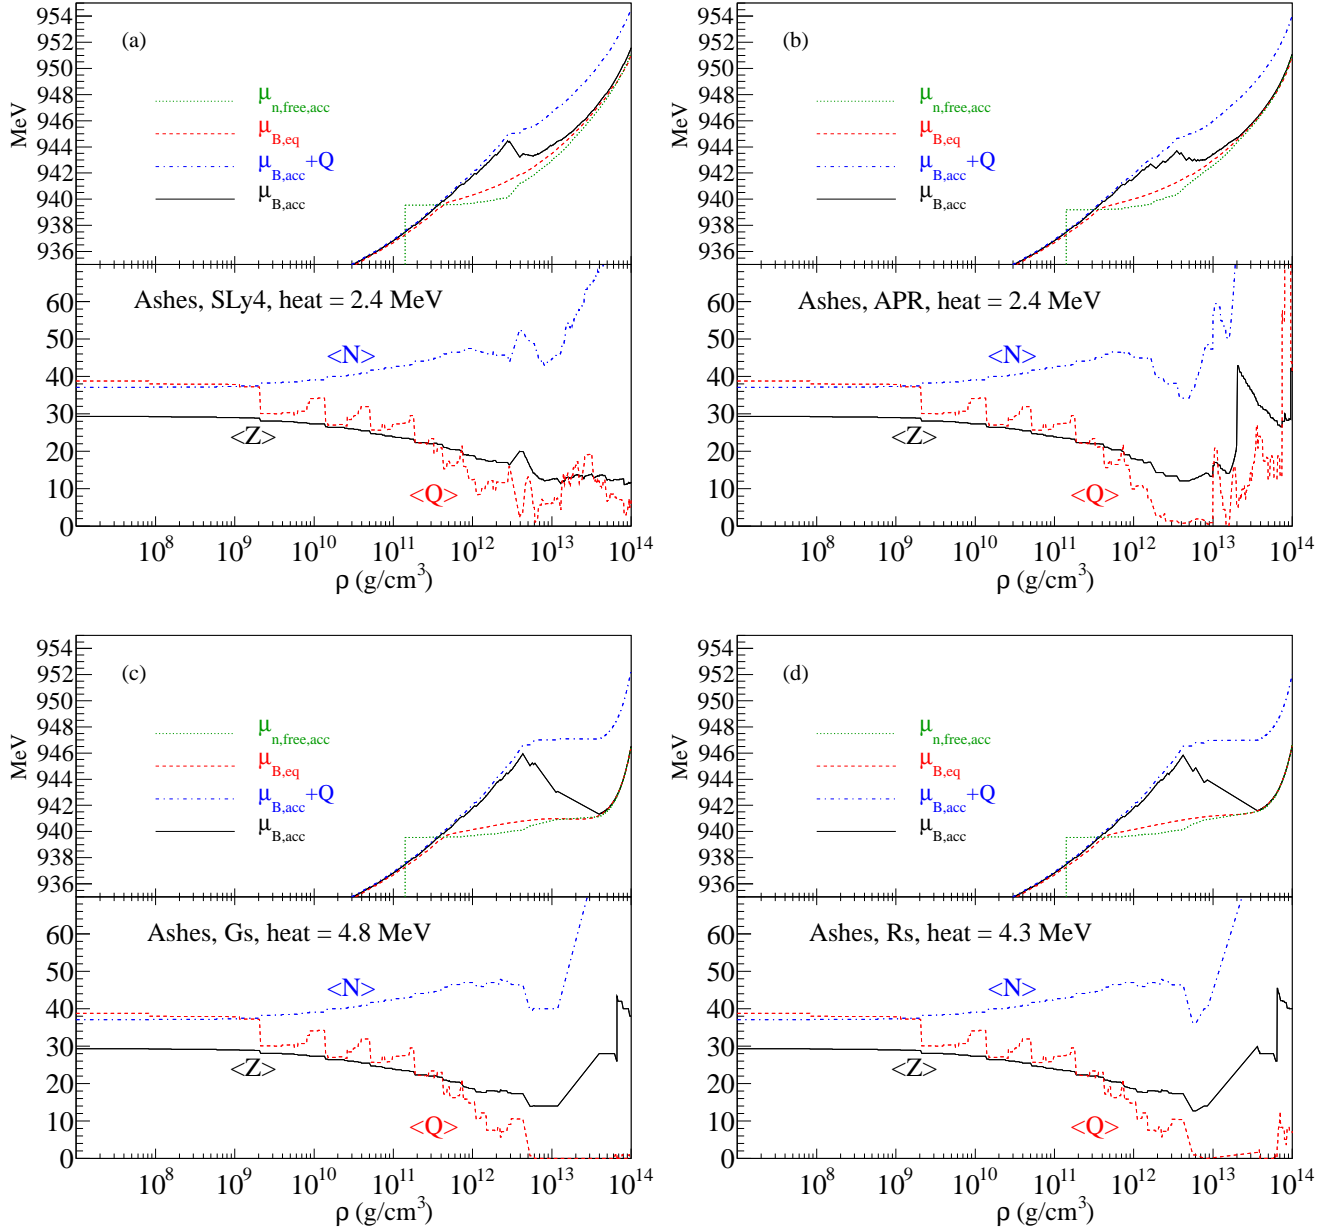 (a)
954
952
950
948
946
944
942
940
938
936
MeV
μn,free,acc
μB,eq
μB,acc+Q
μB,acc
Ashes, SLy4, heat = 2.4 MeV
<N>
<Z>
<Q>
60
50
40
30
20
10
0
10^8 10^9 10^10 10^11 10^12 10^13 10^14
ρ (g/cm^3)
(b)
954
952
950
948
946
944
942
940
938
936
MeV
μn,free,acc
μB,eq
μB,acc+Q
μB,acc
Ashes, APR, heat = 2.4 MeV
<N>
<Z>
<Q>
60
50
40
30
20
10
0
10^8 10^9 10^10 10^11 10^12 10^13 10^14
ρ (g/cm^3)
(c)
954
952
950
948
946
944
942
940
938
936
MeV
μn,free,acc
μB,eq
μB,acc+Q
μB,acc
Ashes, Gs, heat = 4.8 MeV
<N>
<Z>
<Q>
60
50
40
30
20
10
0
10^8 10^9 10^10 10^11 10^12 10^13 10^14
ρ (g/cm^3)
(d)
954
952
950
948
946
944
942
940
938
936
MeV
μn,free,acc
μB,eq
μB,acc+Q
μB,acc
Ashes, Rs, heat = 4.3 MeV
<N>
<Z>
<Q>
60
50
40
30
20
10
0
10^8 10^9 10^10 10^11 10^12 10^13 10^14
ρ (g/cm^3)